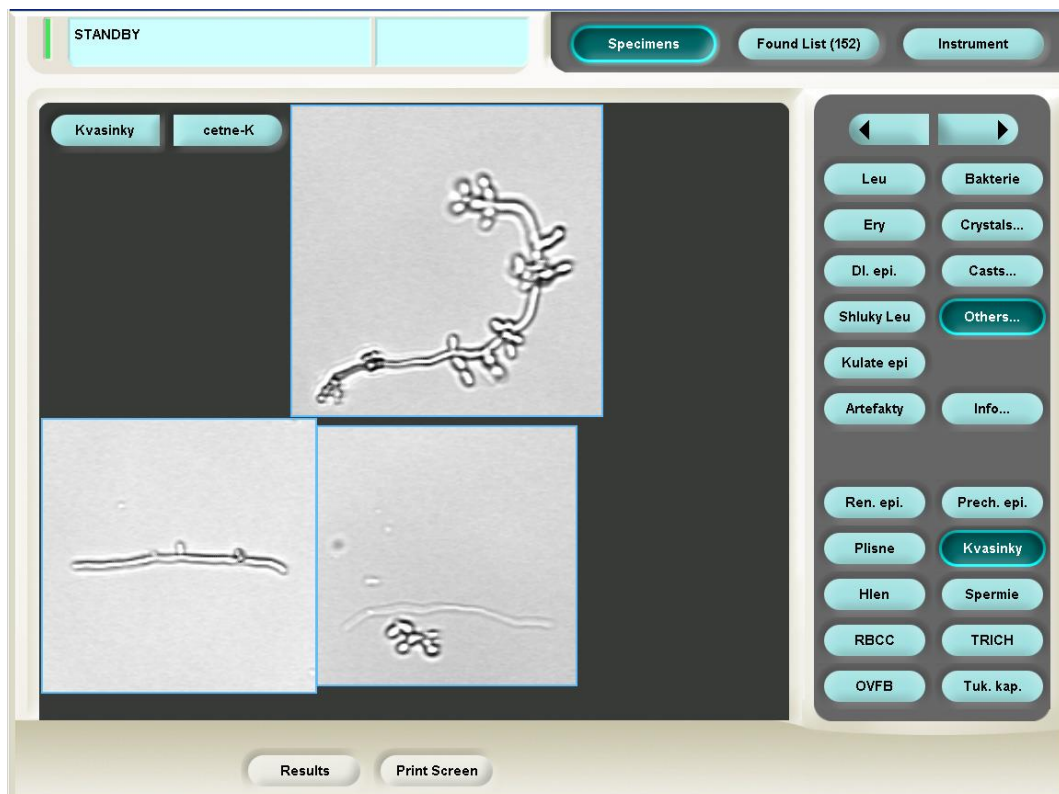 STANDBY
Specimens
Found List (152)
Instrument
Kvasinky
cetne-K
Leu
Bakterie
Ery
Crystals...
Dl. epi.
Casts...
Shluky Leu
Others...
Kulate epi
Artefakty
Info...
Ren. epi.
Prech. epi.
Plisne
Kvasinky
Hlen
Spermie
RBCC
TRICH
OVFB
Tuk. kap.
Results
Print Screen